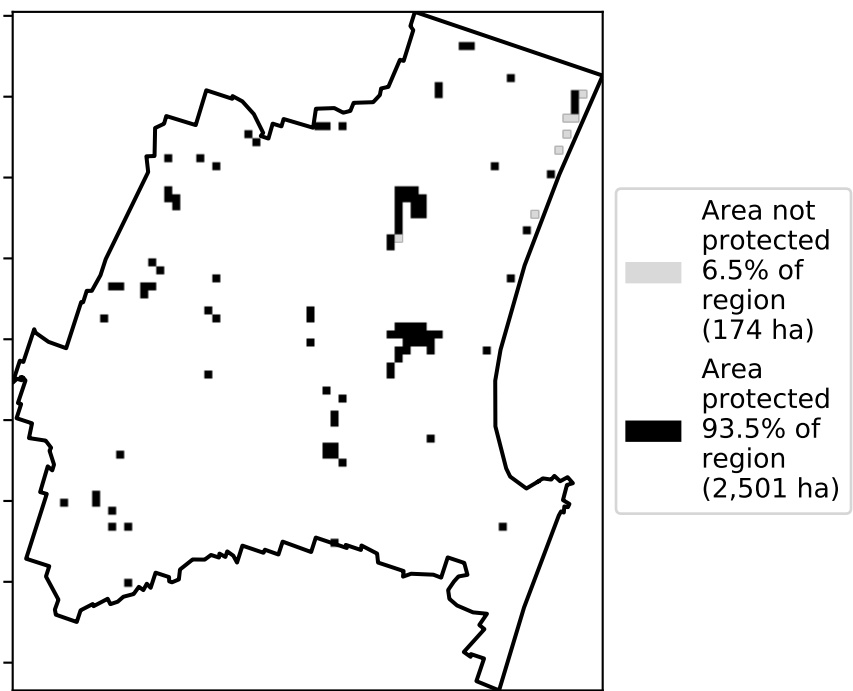 Area not
protected
6.5% of
region
(174 ha)
Area
protected
93.5% of
region
(2,501 ha)